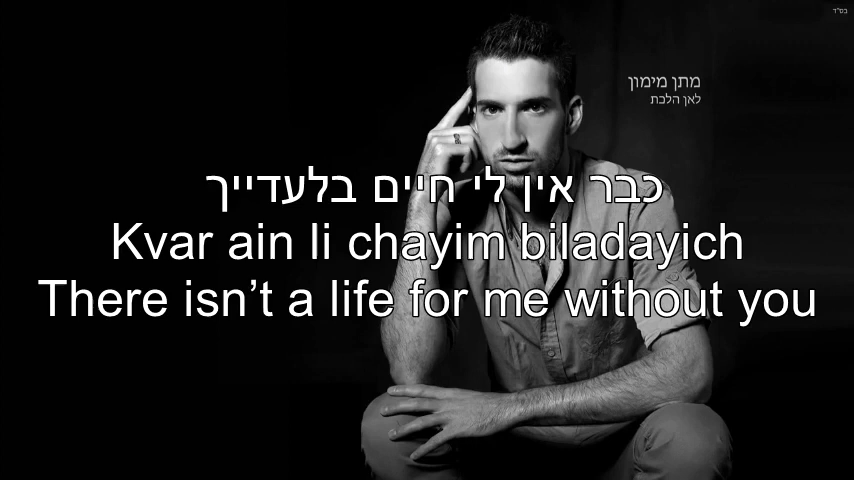 בס"ד
מתן מימון
לאן הלכת
כבר אין לי חיים בלעדייך
Kvar ain li chayim biladayich
There isn’t a life for me without you